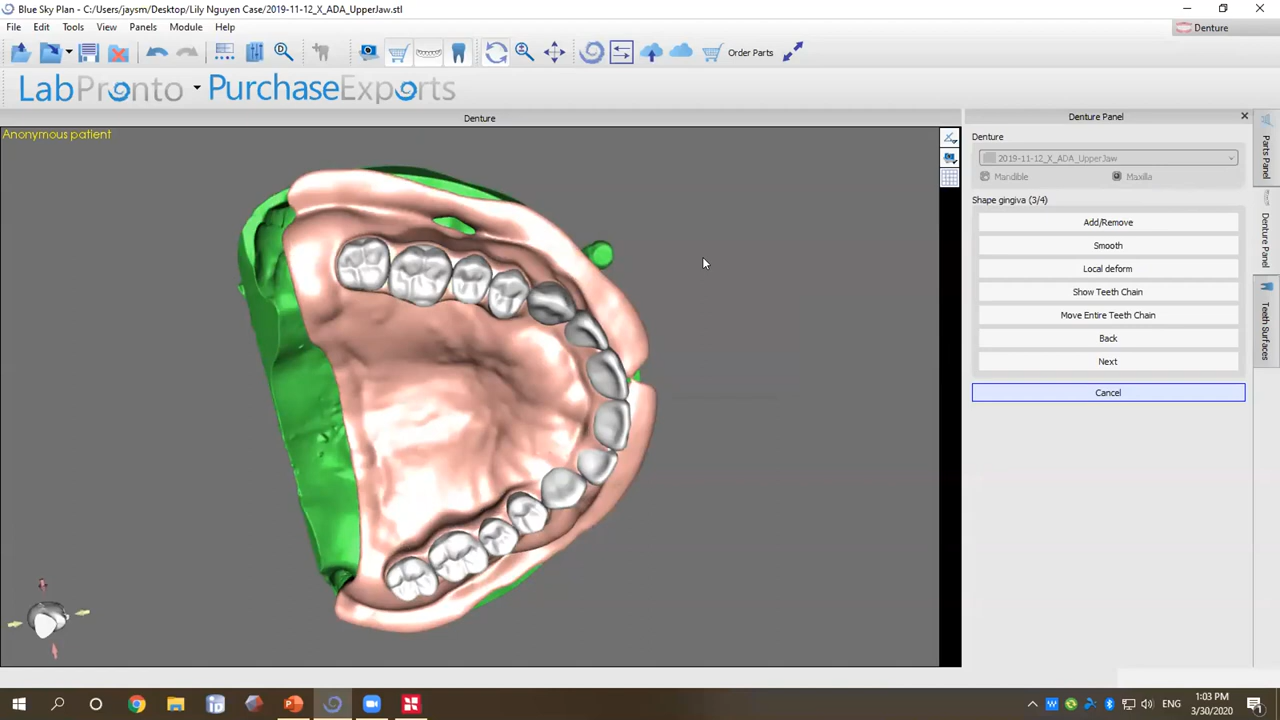 Blue Sky Plan - C:/Users/jaysm/Desktop/Lily Nguyen Case/2019-11-12_X_ADA_UpperJaw.stl
File Edit Tools View Panels Module Help
Denture
Order Parts
LabPronto PurchaseExports
Denture
Anonymous patient
Denture Panel
Denture
2019-11-12_X_ADA_UpperJaw
Mandible Maxilla
Shape gingiva (3/4)
Add/Remove
Smooth
Local deform
Show Teeth Chain
Move Entire Teeth Chain
Back
Next
Cancel
Parts Panel
Denture Panel
Teeth Surfaces
ENG
1:03 PM
3/30/2020